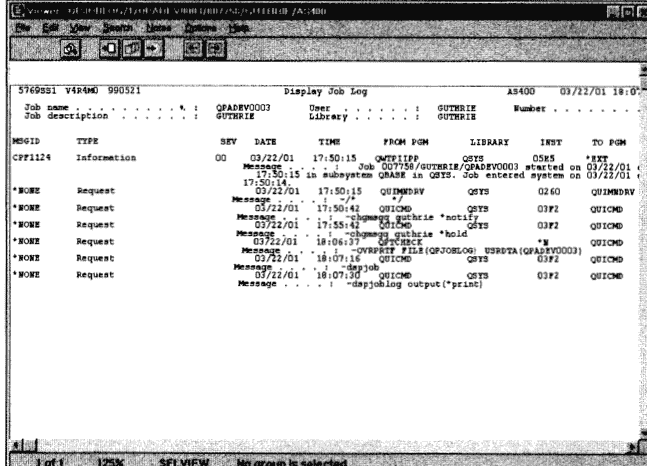 File Edit View Search Notes Options Help
5769SS1 V4R4M0 990521 Display Job Log AS400 03/22/01 18:07
Job name . . . . . . . . . . : QPADEV0003 User . . . . . . : GUTHRIE Number . . . . . .
Job description . . . . . . : GUTHRIE Library . . . . . : GUTHRIE
MSGID TYPE SEV DATE TIME FROM PGM LIBRARY INST TO PGM
CPF1124 Information 00 03/22/01 17:50:15 QWTPIIPP QSYS 05E5 *EXT
Message . . . . : Job 007758/GUTHRIE/QPADEV0003 started on 03/22/01
17:50:15 in subsystem QBASE in QSYS. Job entered system on 03/22/01
17:50:14.
*NONE Request 03/22/01 17:50:15 QUIMNDRV QSYS 0260 QUIMNDRV
Message . . . . : -/* */
*NONE Request 03/22/01 17:50:42 QUICMD QSYS 03F2 QUICMD
Message . . . . : -chgmsgq guthrie *notify
*NONE Request 03/22/01 17:55:42 QUICMD QSYS 03F2 QUICMD
Message . . . . : -chgmsgq guthrie *hold
*NONE Request 03/22/01 18:06:37 QPTCHECK *N QUICMD
Message . . . . : -OVRPRTF FILE(QPJOBLOG) USRDTA(QPADEV0003)
*NONE Request 03/22/01 18:07:16 QUICMD QSYS 03F2 QUICMD
Message . . . . : -dspjob
*NONE Request 03/22/01 18:07:30 QUICMD QSYS 03F2 QUICMD
Message . . . . : -dspjoblog output(*print)
1 of 1 125% SELVIEW No group is selected